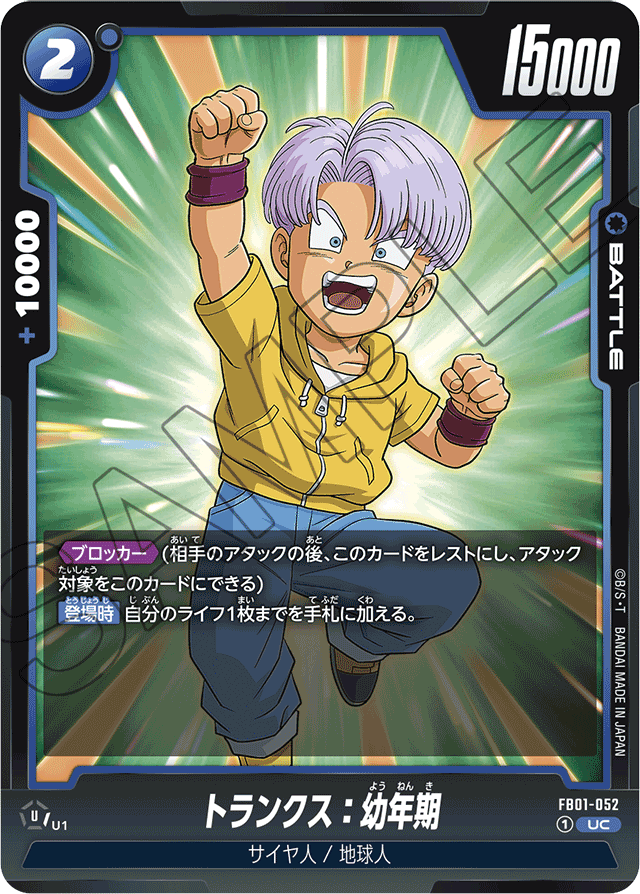 2
15000
+10000
BATTLE
SAMPLE
ブロッカー (相手のアタックの後、このカードをレストにし、アタック
対象をこのカードにできる)
登場時 自分のライフ1枚までを手札に加える。
©B/S・T BANDAI MADE IN JAPAN
トランクス:幼年期
U/U1
FB01-052
① UC
サイヤ人 / 地球人